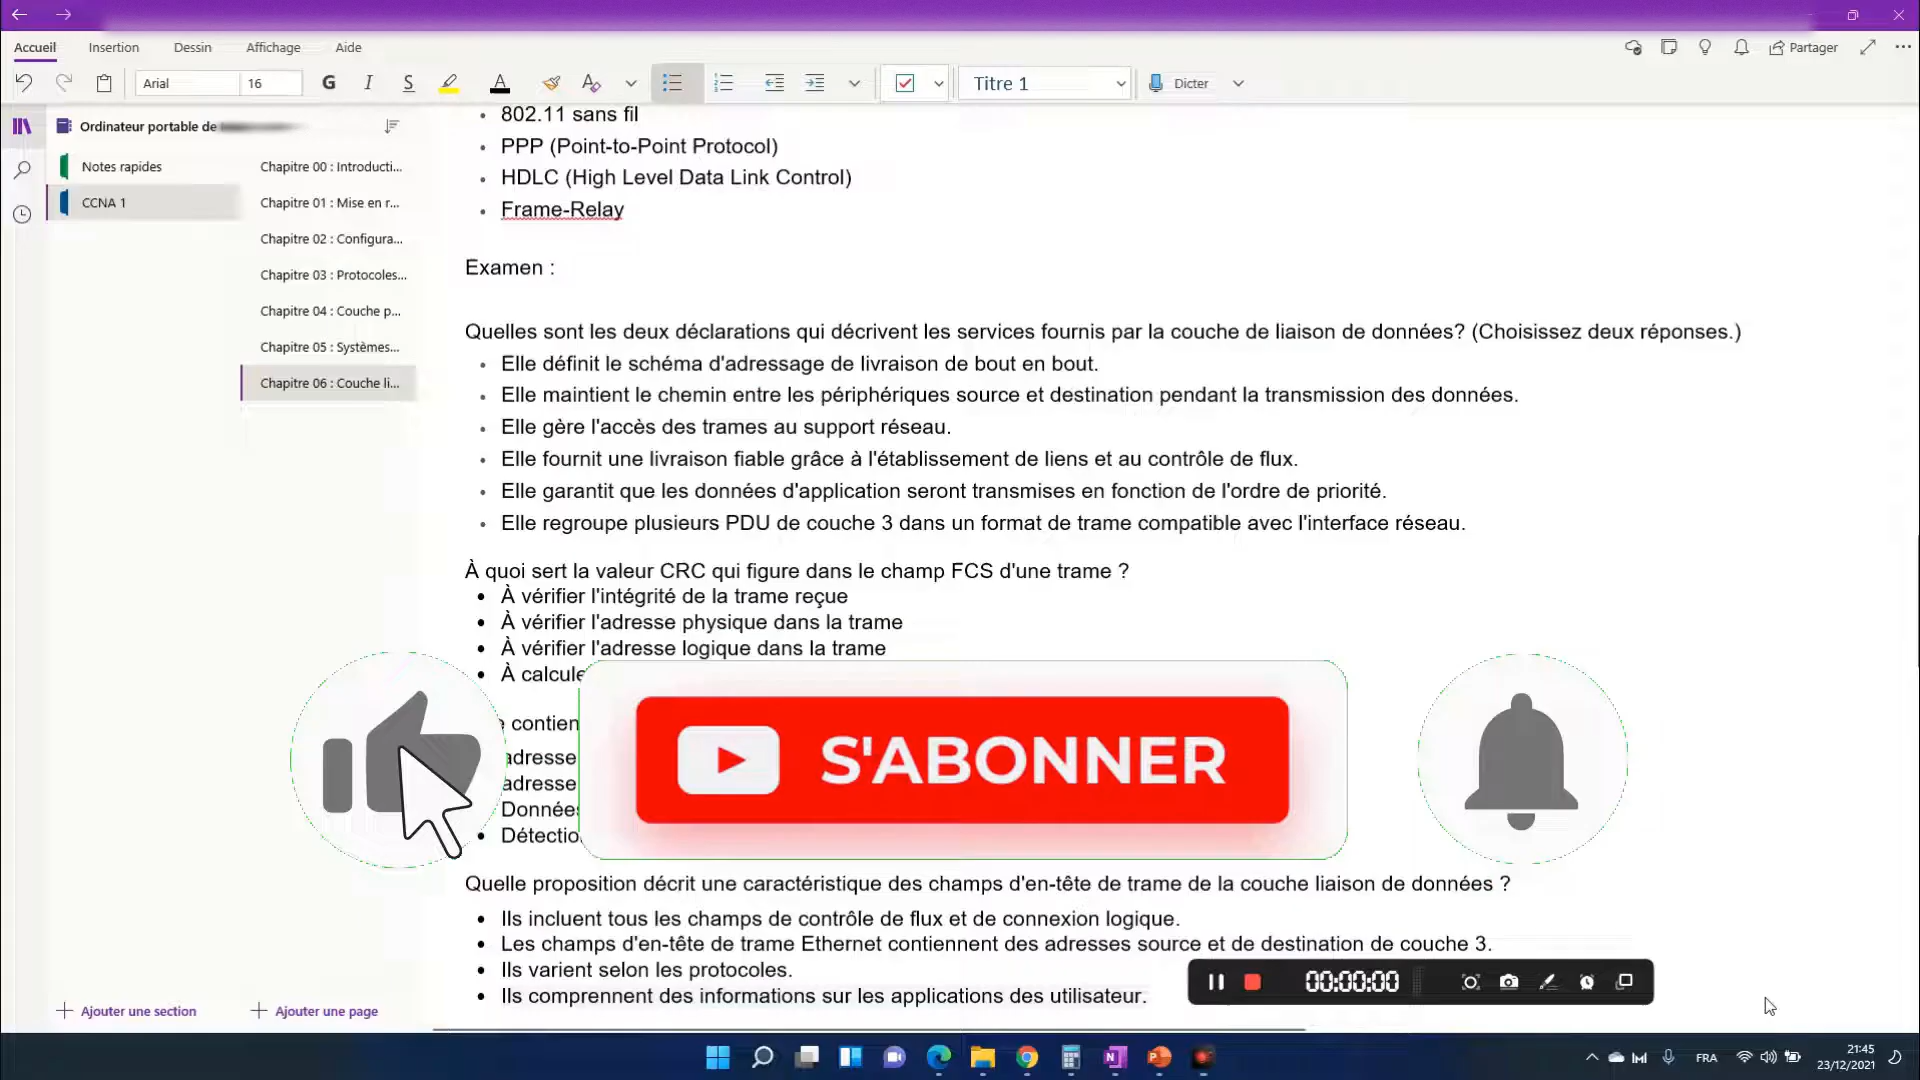 Accueil Insertion Dessin Affichage Aide Partager
Arial 16 G I S A Titre 1 Dicter
Ordinateur portable de
Notes rapides
CCNA 1
Chapitre 00 : Introducti...
Chapitre 01 : Mise en r...
Chapitre 02 : Configura...
Chapitre 03 : Protocoles...
Chapitre 04 : Couche p...
Chapitre 05 : Systèmes...
Chapitre 06 : Couche li...
Ajouter une section
Ajouter une page
• 802.11 sans fil
• PPP (Point-to-Point Protocol)
• HDLC (High Level Data Link Control)
• Frame-Relay
Examen :
Quelles sont les deux déclarations qui décrivent les services fournis par la couche de liaison de données? (Choisissez deux réponses.)
• Elle définit le schéma d'adressage de livraison de bout en bout.
• Elle maintient le chemin entre les périphériques source et destination pendant la transmission des données.
• Elle gère l'accès des trames au support réseau.
• Elle fournit une livraison fiable grâce à l'établissement de liens et au contrôle de flux.
• Elle garantit que les données d'application seront transmises en fonction de l'ordre de priorité.
• Elle regroupe plusieurs PDU de couche 3 dans un format de trame compatible avec l'interface réseau.
À quoi sert la valeur CRC qui figure dans le champ FCS d'une trame ?
• À vérifier l'intégrité de la trame reçue
• À vérifier l'adresse physique dans la trame
• À vérifier l'adresse logique dans la trame
• À calcule
contien
adresse
adresse
Données
• Détectio
S'ABONNER
Quelle proposition décrit une caractéristique des champs d'en-tête de trame de la couche liaison de données ?
• Ils incluent tous les champs de contrôle de flux et de connexion logique.
• Les champs d'en-tête de trame Ethernet contiennent des adresses source et de destination de couche 3.
• Ils varient selon les protocoles.
• Ils comprennent des informations sur les applications des utilisateur.
00:00:00
FRA
21:45
23/12/2021